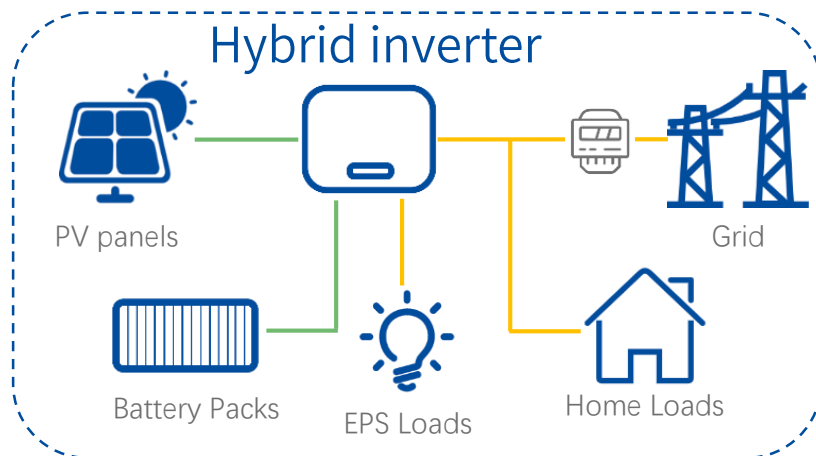 Hybrid inverter
PV panels
Grid
Battery Packs
EPS Loads
Home Loads